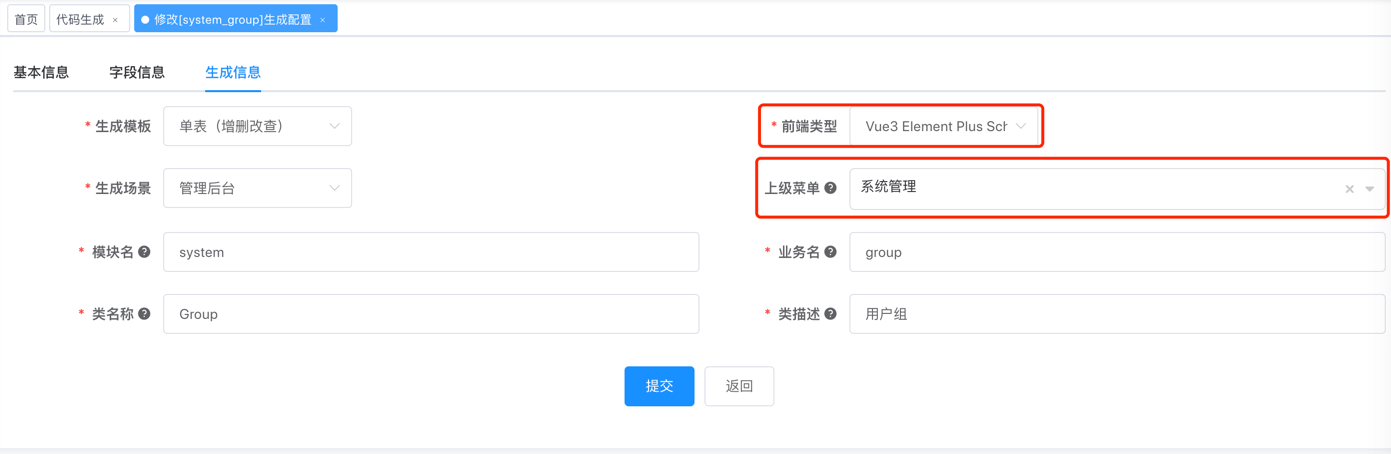 首页 代码生成 × 修改[system_group]生成配置 ×
基本信息 字段信息 生成信息
* 生成模板 单表（增删改查） * 前端类型 Vue3 Element Plus Sch
* 生成场景 管理后台 上级菜单 ? 系统管理 ×
* 模块名 ? system * 业务名 ? group
* 类名称 ? Group * 类描述 ? 用户组
提交 返回